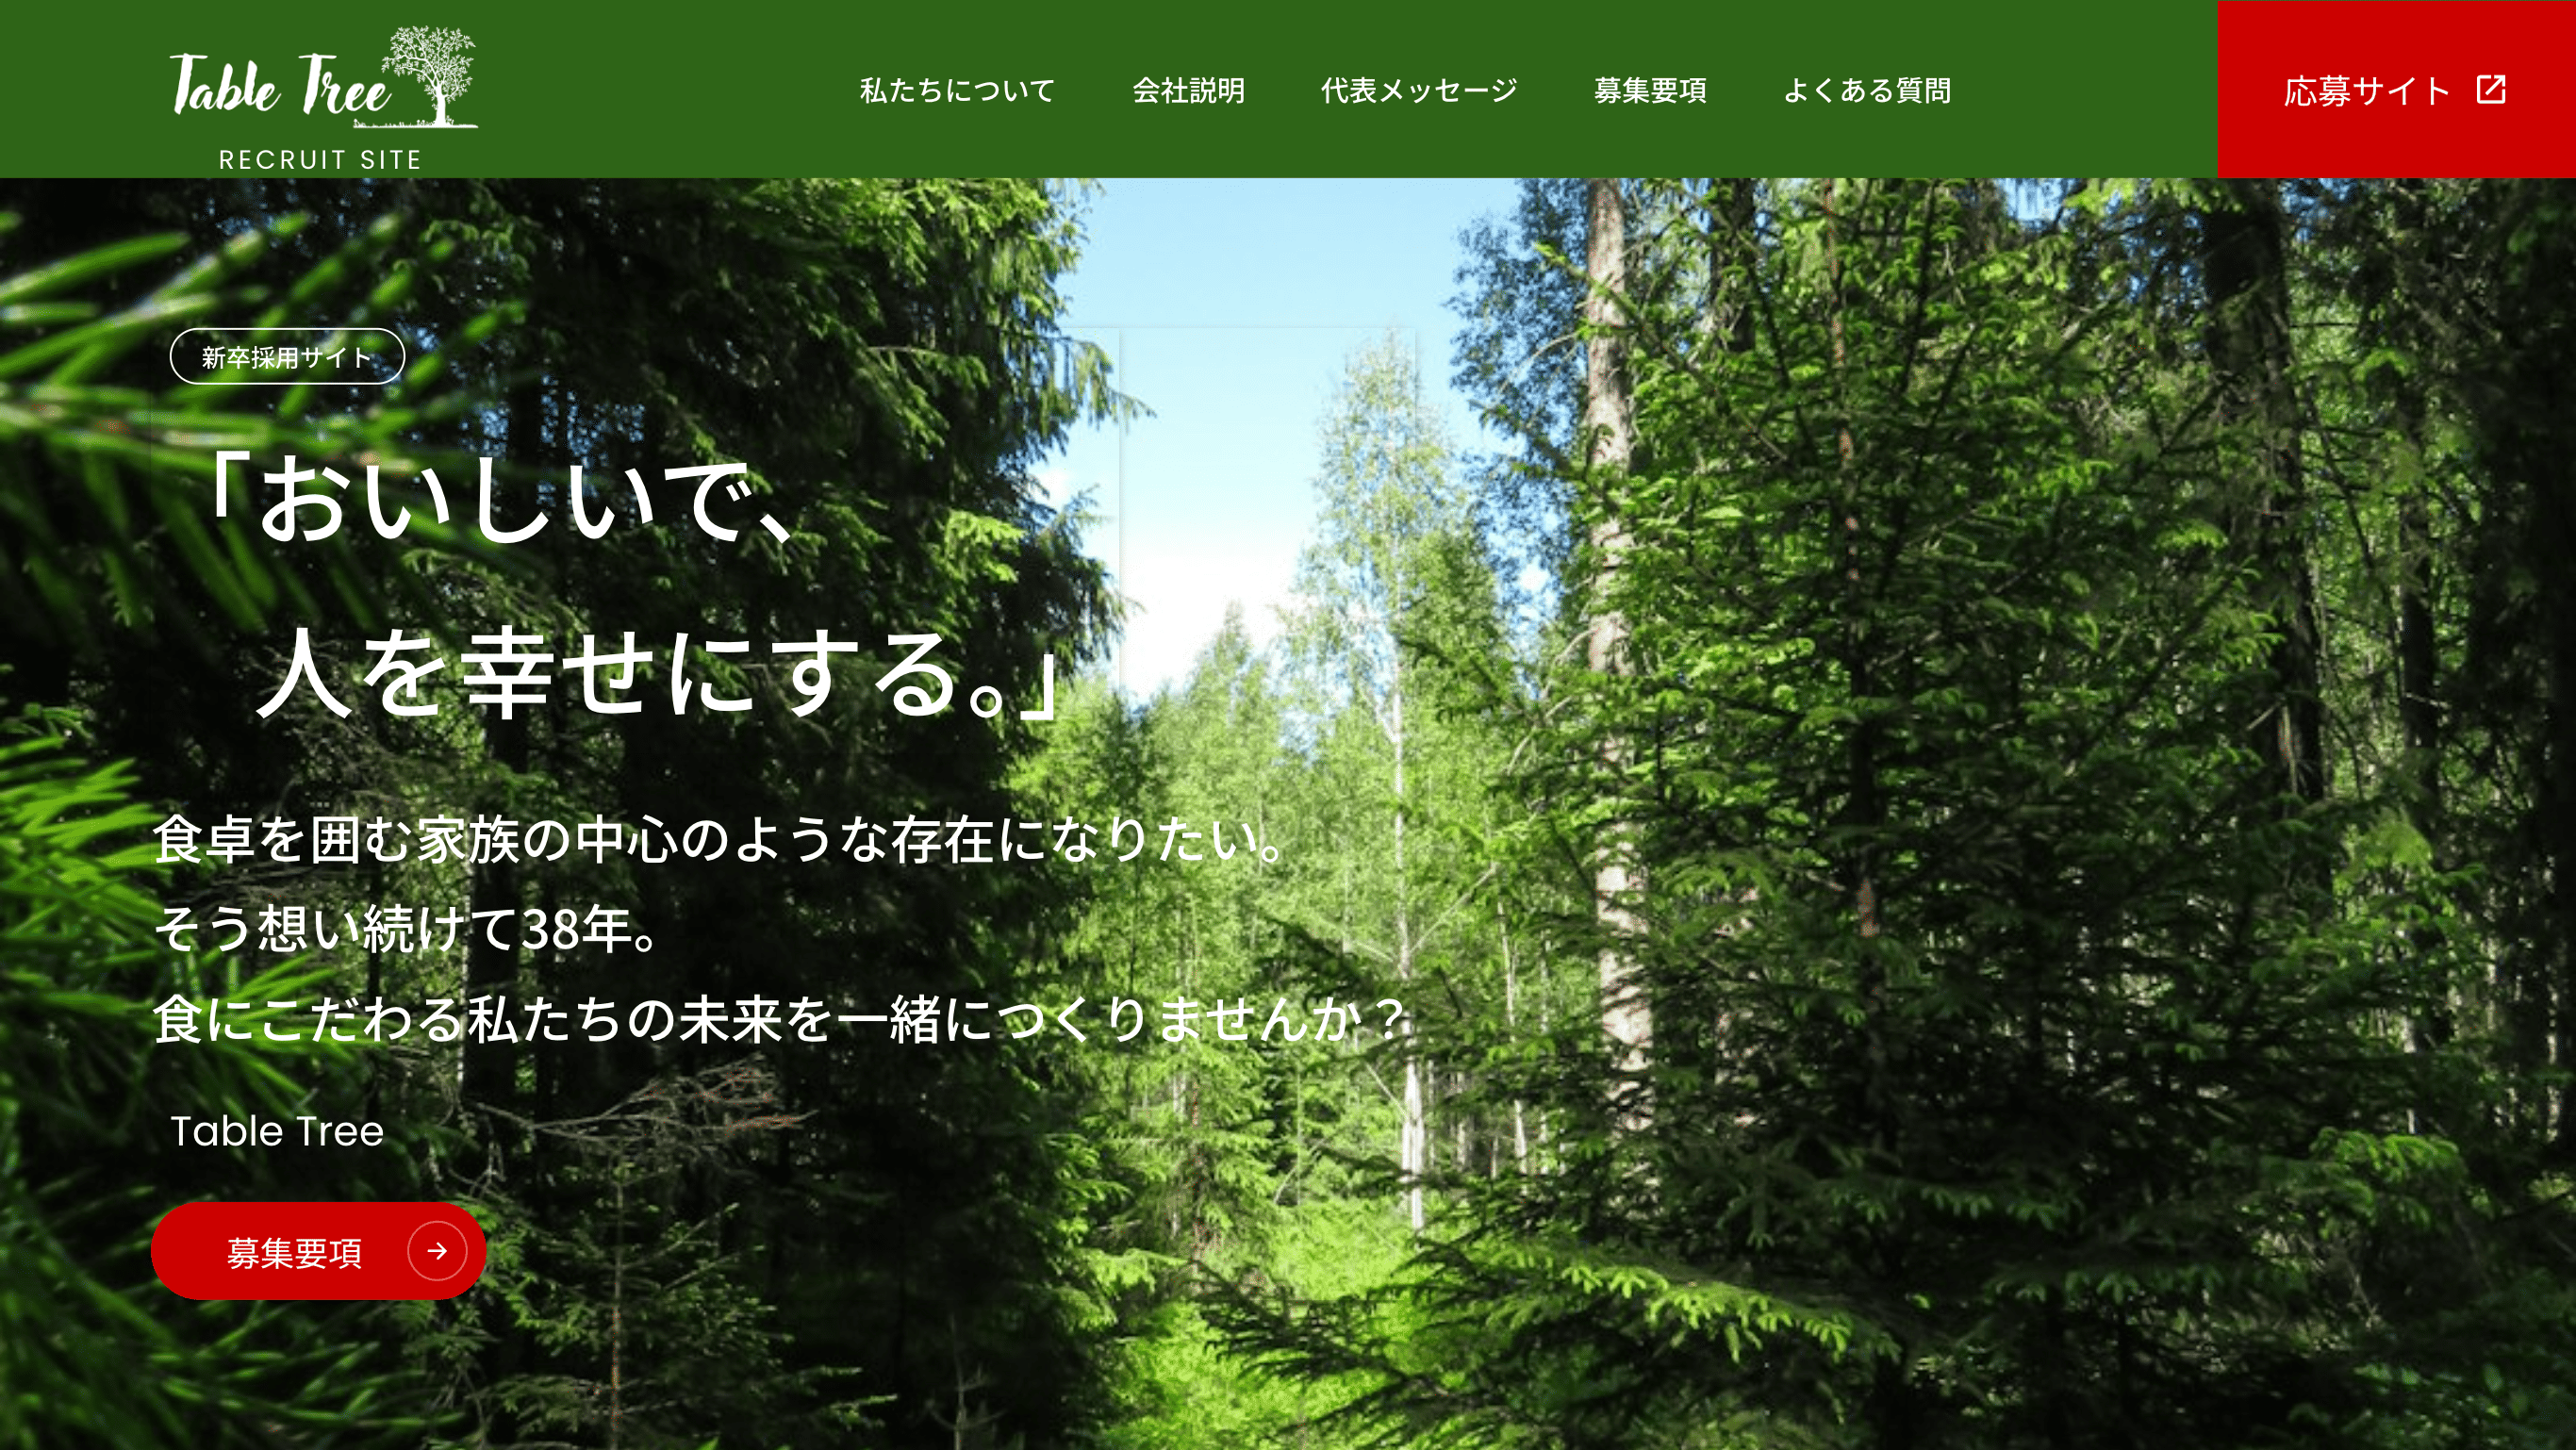 Table Tree
RECRUIT SITE
私たちについて
会社説明
代表メッセージ
募集要項
よくある質問
応募サイト
新卒採用サイト
「おいしいで、
人を幸せにする。」
食卓を囲む家族の中心のような存在になりたい。
そう想い続けて38年。
食にこだわる私たちの未来を一緒につくりませんか？
Table Tree
募集要項